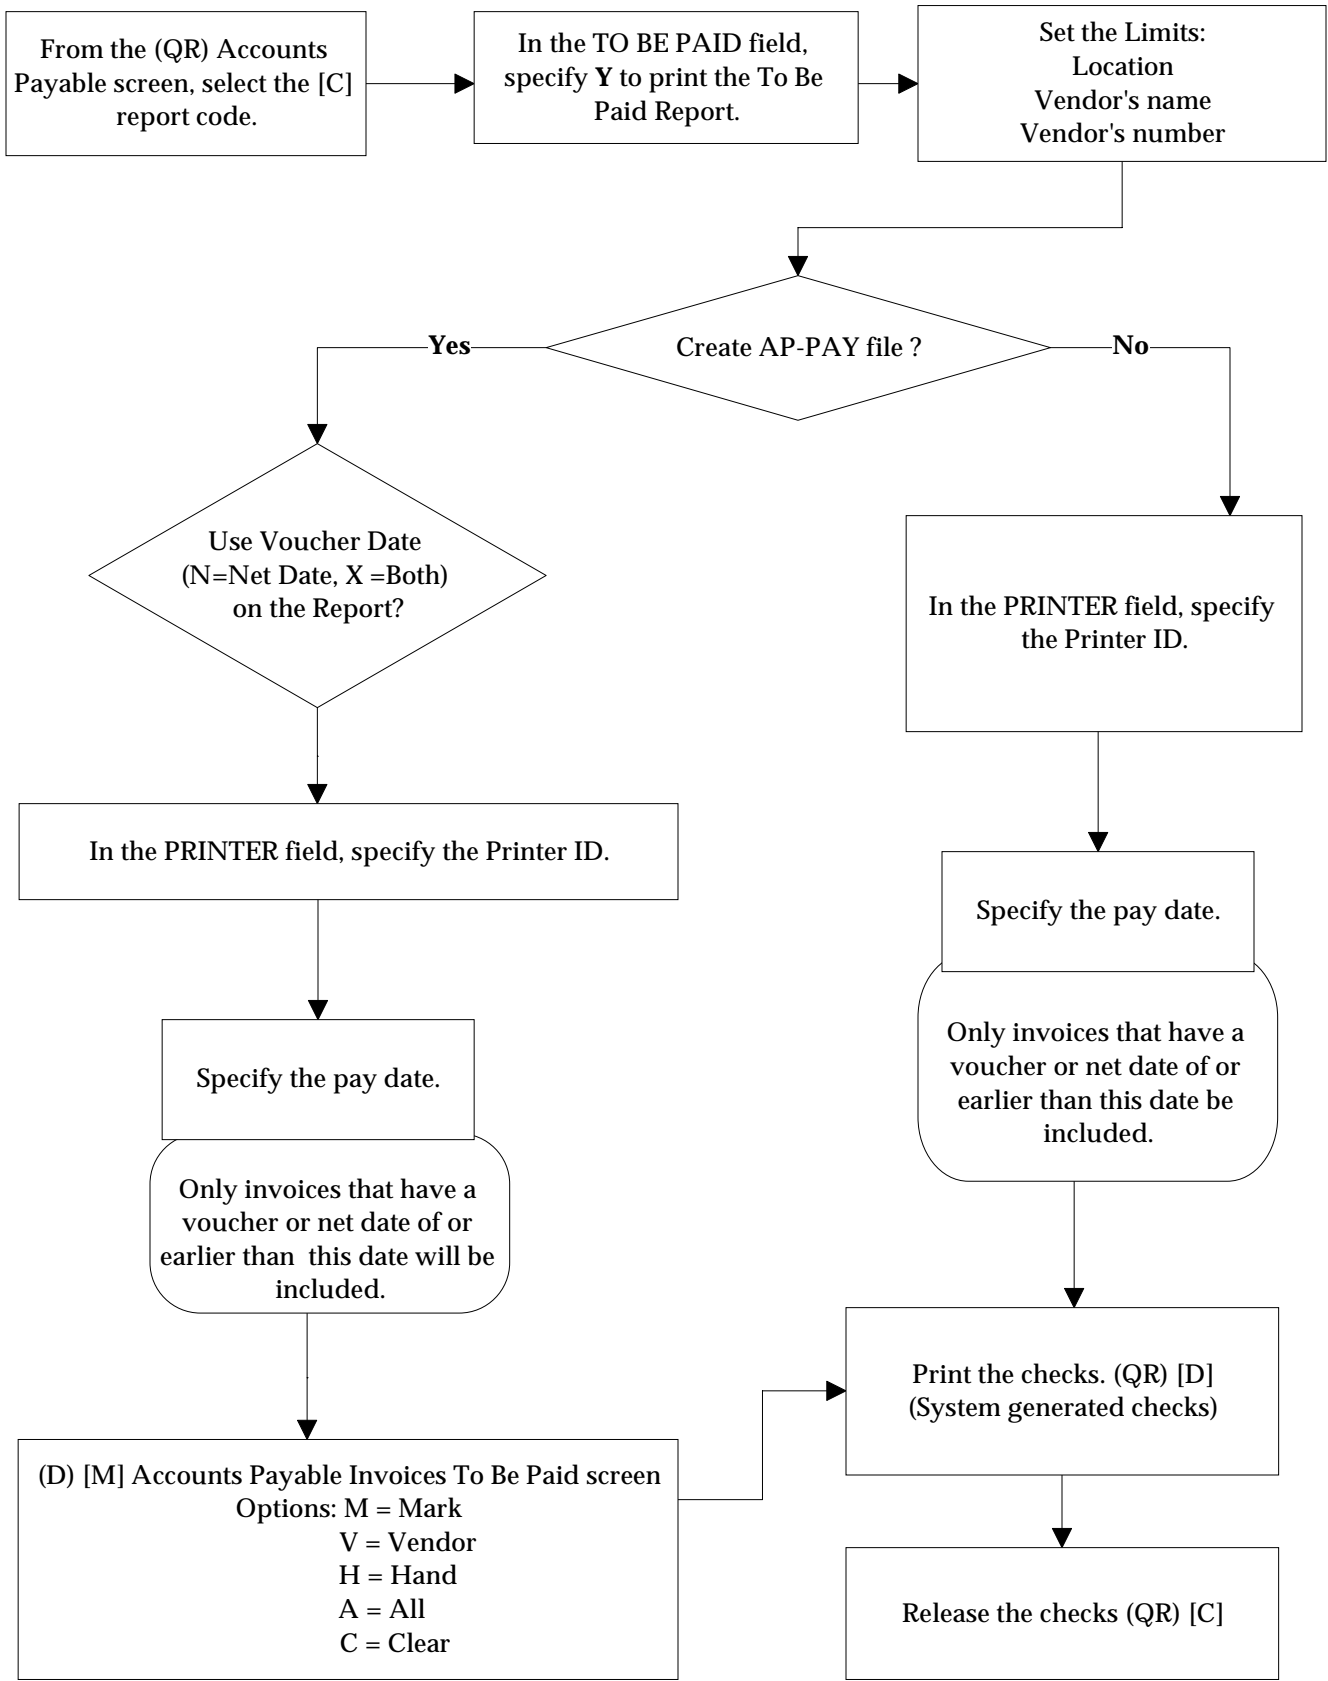 From the (QR) Accounts
Payable screen, select the [C]
report code.
In the TO BE PAID field,
specify Y to print the To Be
Paid Report.
Set the Limits:
Location
Vendor's name
Vendor's number
Create AP-PAY file ?
Yes
No
Use Voucher Date
(N=Net Date, X =Both)
on the Report?
In the PRINTER field, specify
the Printer ID.
In the PRINTER field, specify the Printer ID.
Specify the pay date.
Only invoices that have a
voucher or net date of or
earlier than this date be
included.
Specify the pay date.
Only invoices that have a
voucher or net date of or
earlier than  this date will be
included.
Print the checks. (QR) [D]
(System generated checks)
(D) [M] Accounts Payable Invoices To Be Paid screen
Options: M = Mark
V = Vendor
H = Hand
A = All
C = Clear
Release the checks (QR) [C]